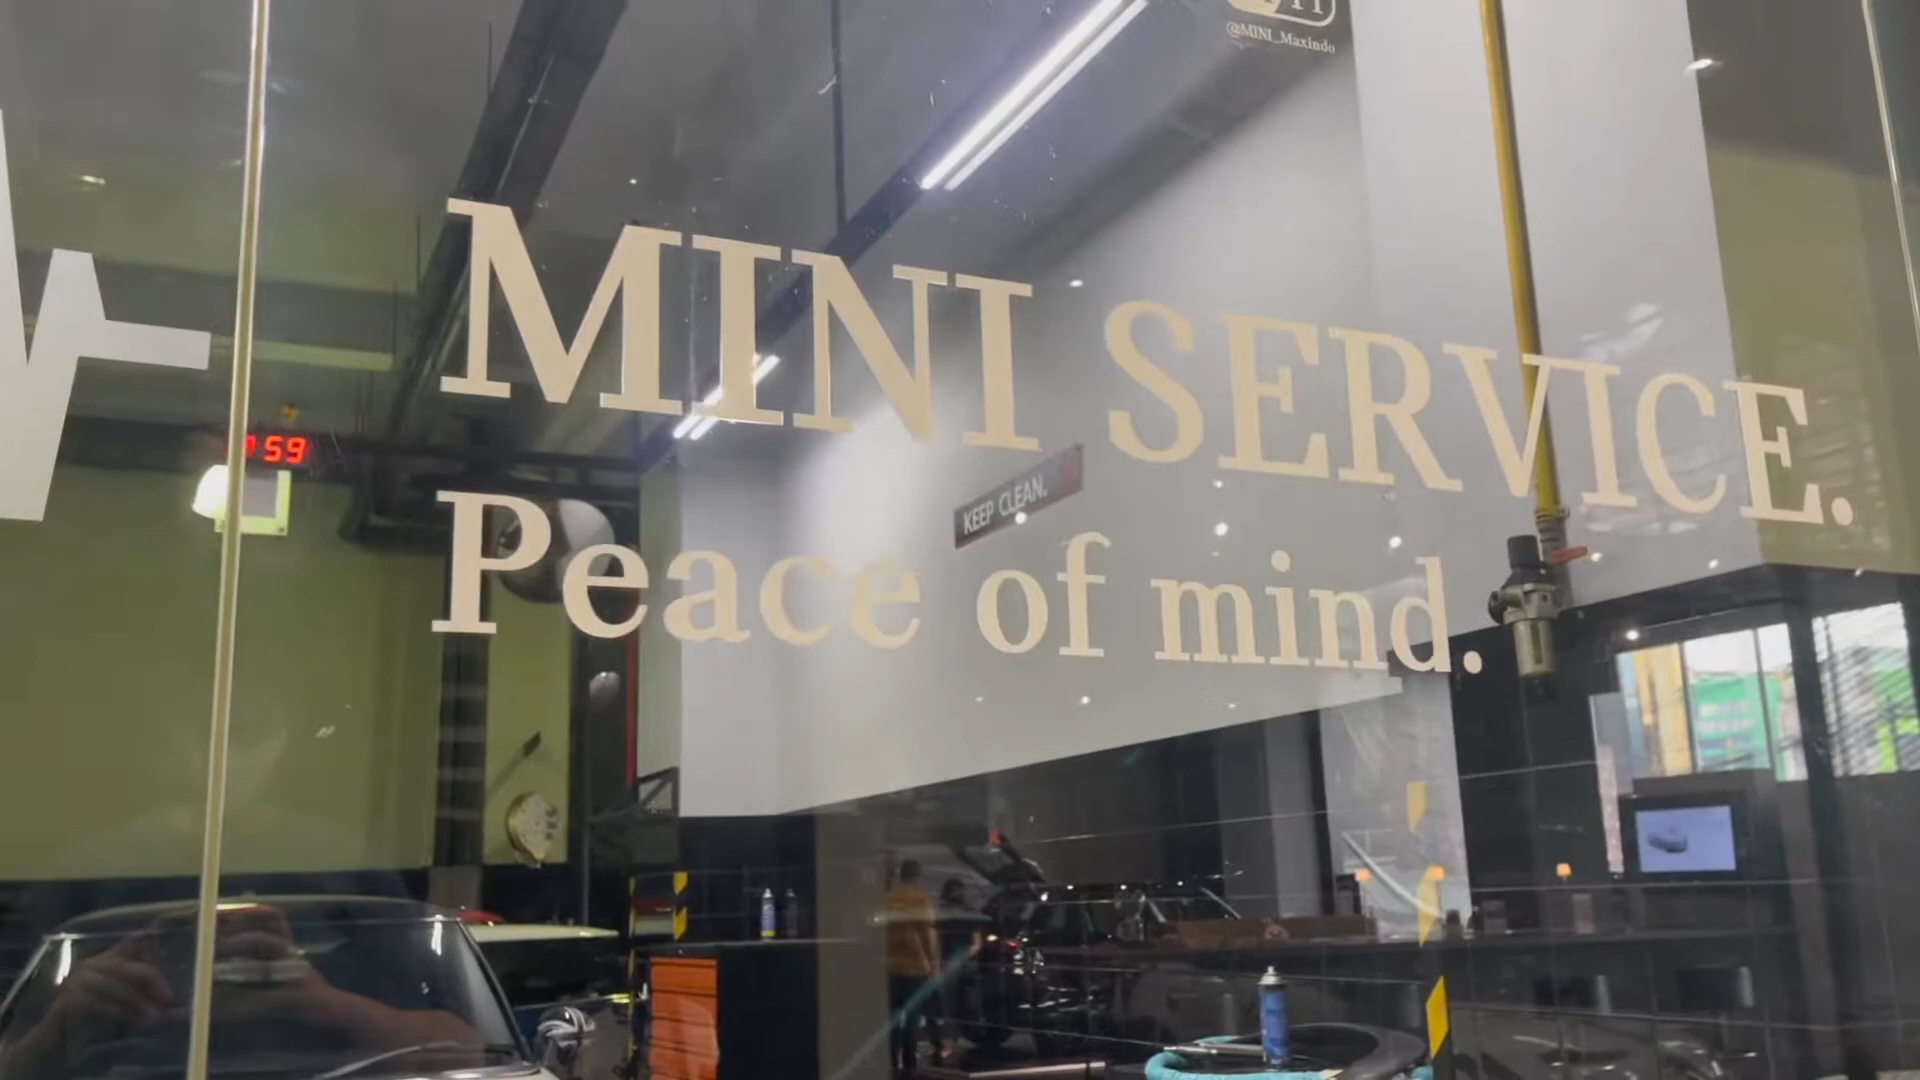 @MINI_Maxindo
MINI SERVICE.
59
KEEP CLEAN.
Peace of mind.